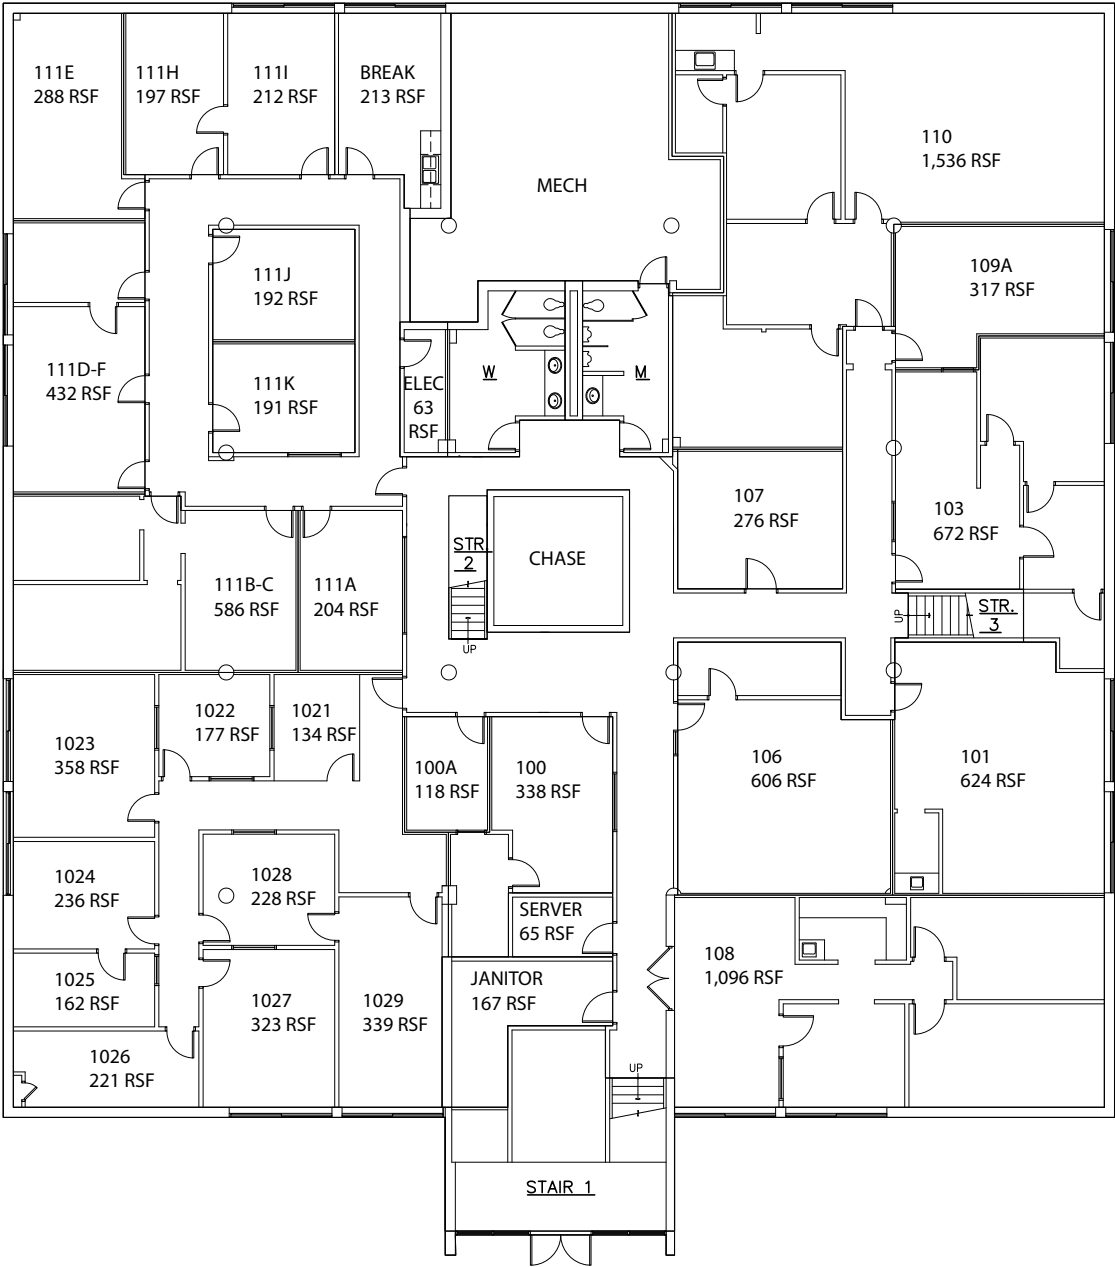 111E
288 RSF
111H
197 RSF
111I
212 RSF
BREAK
213 RSF
110
1,536 RSF
MECH
111J
192 RSF
109A
317 RSF
111D-F
432 RSF
111K
191 RSF
ELEC
63
RSF
W
M
107
276 RSF
103
672 RSF
STR.
2
CHASE
111B-C
586 RSF
111A
204 RSF
UP
UP
STR.
3
1023
358 RSF
1022
177 RSF
1021
134 RSF
100A
118 RSF
100
338 RSF
106
606 RSF
101
624 RSF
1024
236 RSF
1028
228 RSF
SERVER
65 RSF
108
1,096 RSF
1025
162 RSF
1027
323 RSF
1029
339 RSF
JANITOR
167 RSF
1026
221 RSF
UP
STAIR 1